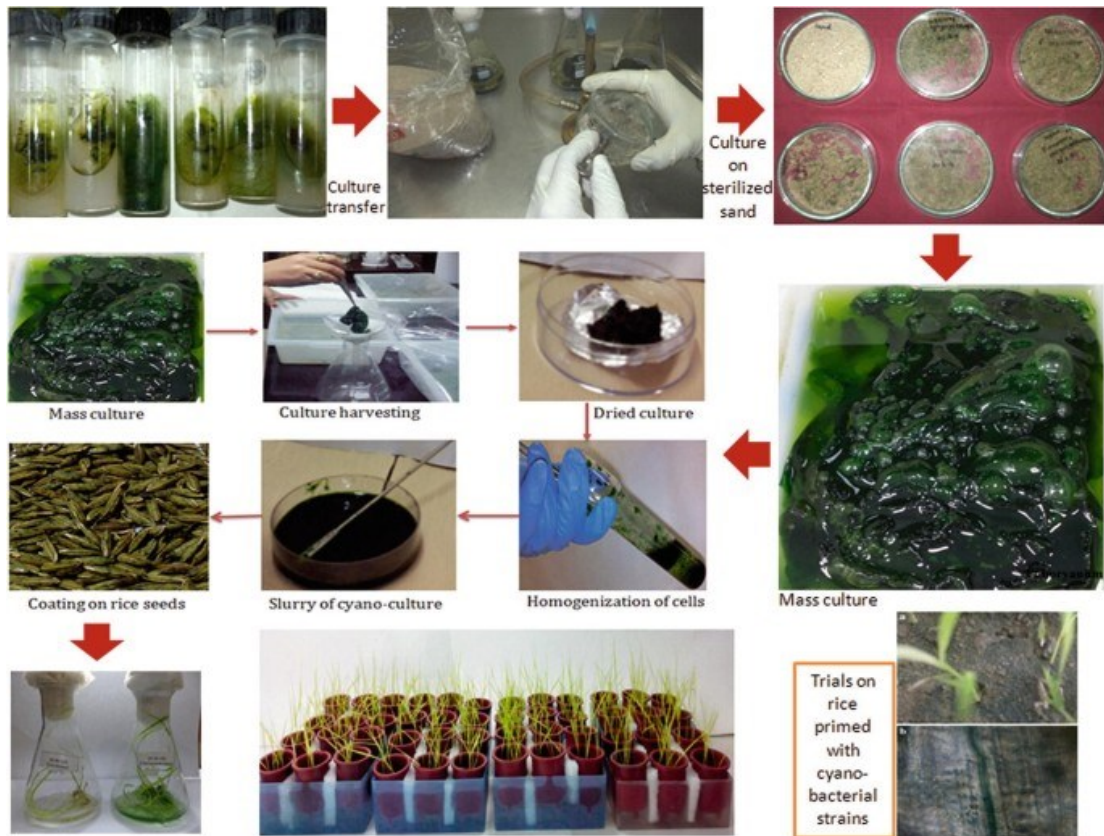 Culture
transfer
Culture
on
sterilized
sand
Mass culture
Culture harvesting
Dried culture
Coating on rice seeds
Slurry of cyano-culture
Homogenization of cells
Mass culture
Trials on
rice
primed
with
cyano-
bacterial
strains
a
b